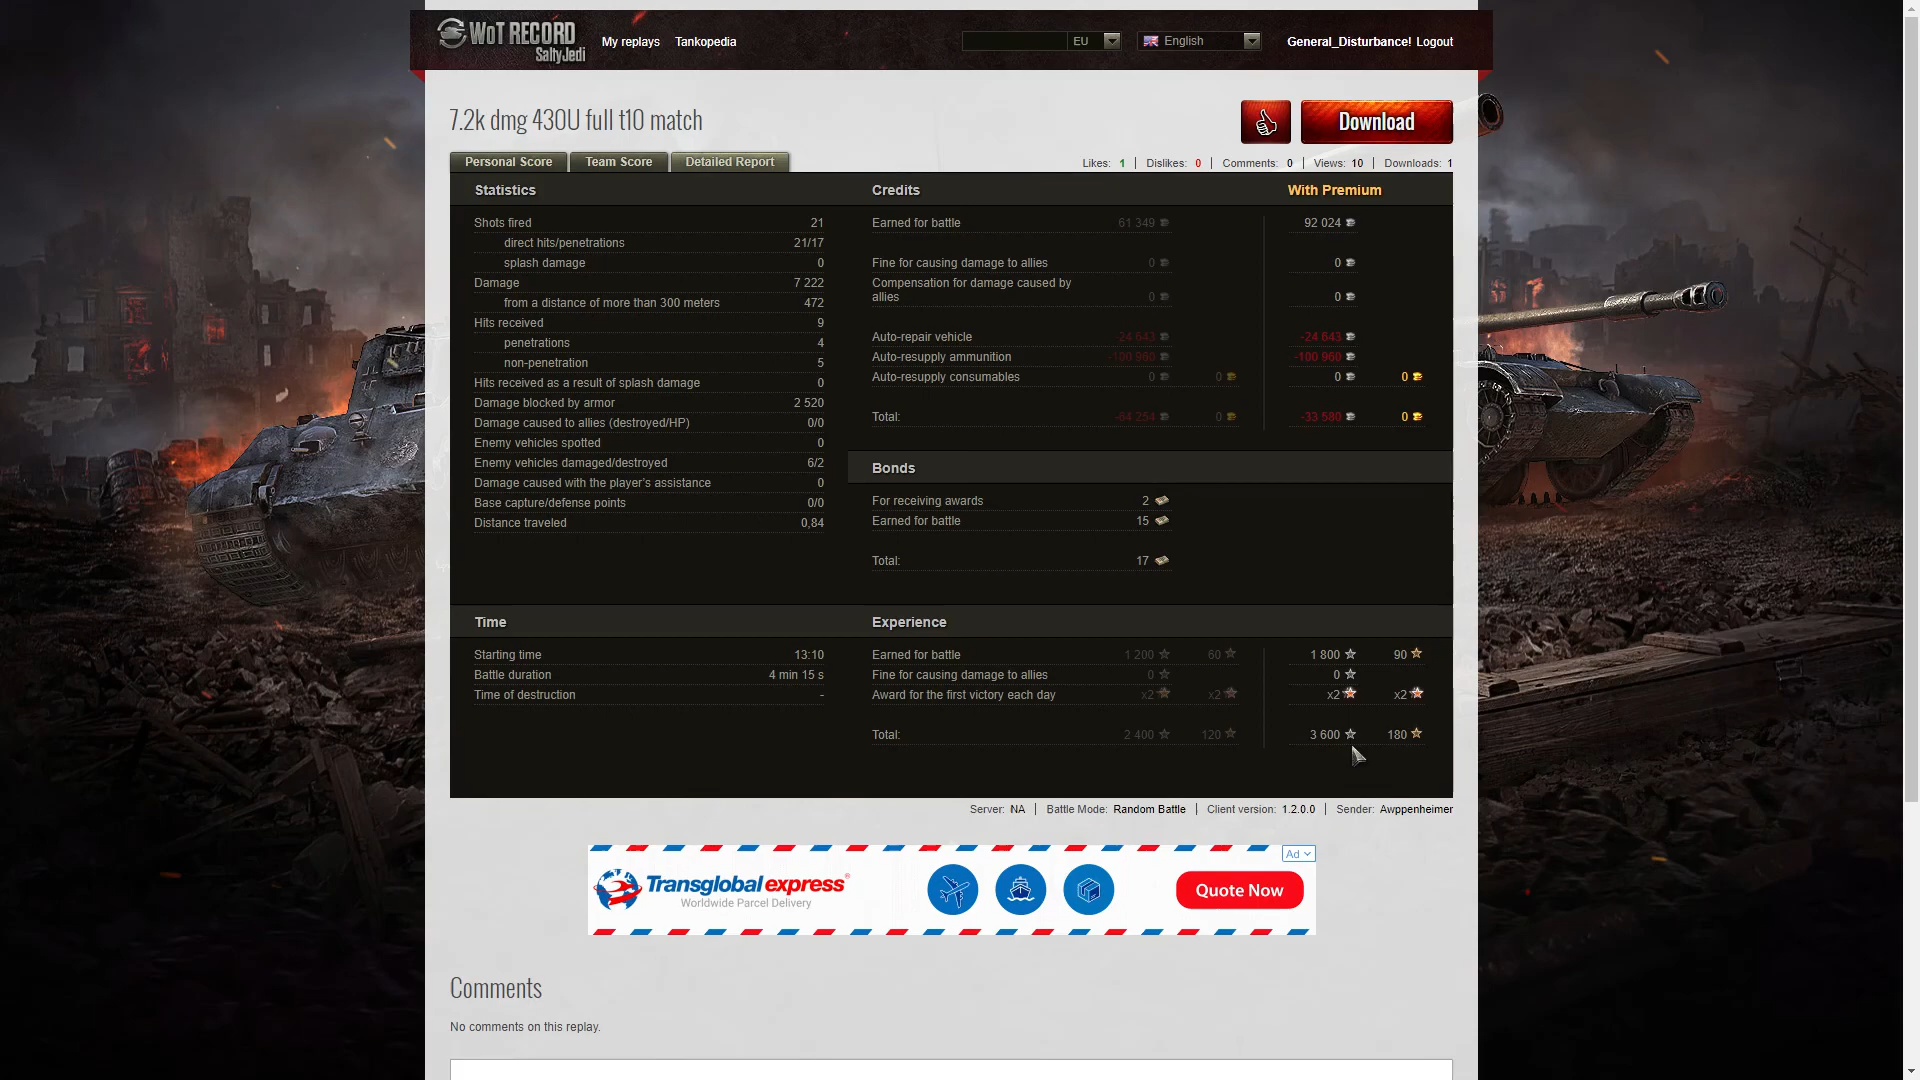 WoT RECORD
SaltyJedi
My replays
Tankopedia
EU
English
General_Disturbance! Logout
7.2k dmg 430U full t10 match
Download
Personal Score
Team Score
Detailed Report
Likes: 1 | Dislikes: 0 | Comments: 0 | Views: 10 | Downloads: 1
Statistics
Shots fired 21
direct hits/penetrations 21/17
splash damage 0
Damage 7 222
from a distance of more than 300 meters 472
Hits received 9
penetrations 4
non-penetration 5
Hits received as a result of splash damage 0
Damage blocked by armor 2 520
Damage caused to allies (destroyed/HP) 0/0
Enemy vehicles spotted 0
Enemy vehicles damaged/destroyed 6/2
Damage caused with the player's assistance 0
Base capture/defense points 0/0
Distance traveled 0,84
Credits
With Premium
Earned for battle 61 349 92 024
Fine for causing damage to allies 0 0
Compensation for damage caused by
allies 0 0
Auto-repair vehicle -24 643 -24 643
Auto-resupply ammunition -100 960 -100 960
Auto-resupply consumables 0 0 0 0
Total: -64 254 0 -33 580 0
Bonds
For receiving awards 2
Earned for battle 15
Total: 17
Time
Starting time 13:10
Battle duration 4 min 15 s
Time of destruction -
Experience
Earned for battle 1 200 60 1 800 90
Fine for causing damage to allies 0 0
Award for the first victory each day x2 x2 x2 x2
Total: 2 400 120 3 600 180
Server: NA | Battle Mode: Random Battle | Client version: 1.2.0.0 | Sender: Awppenheimer
Ad
Transglobal express®
Worldwide Parcel Delivery
Quote Now
Comments
No comments on this replay.